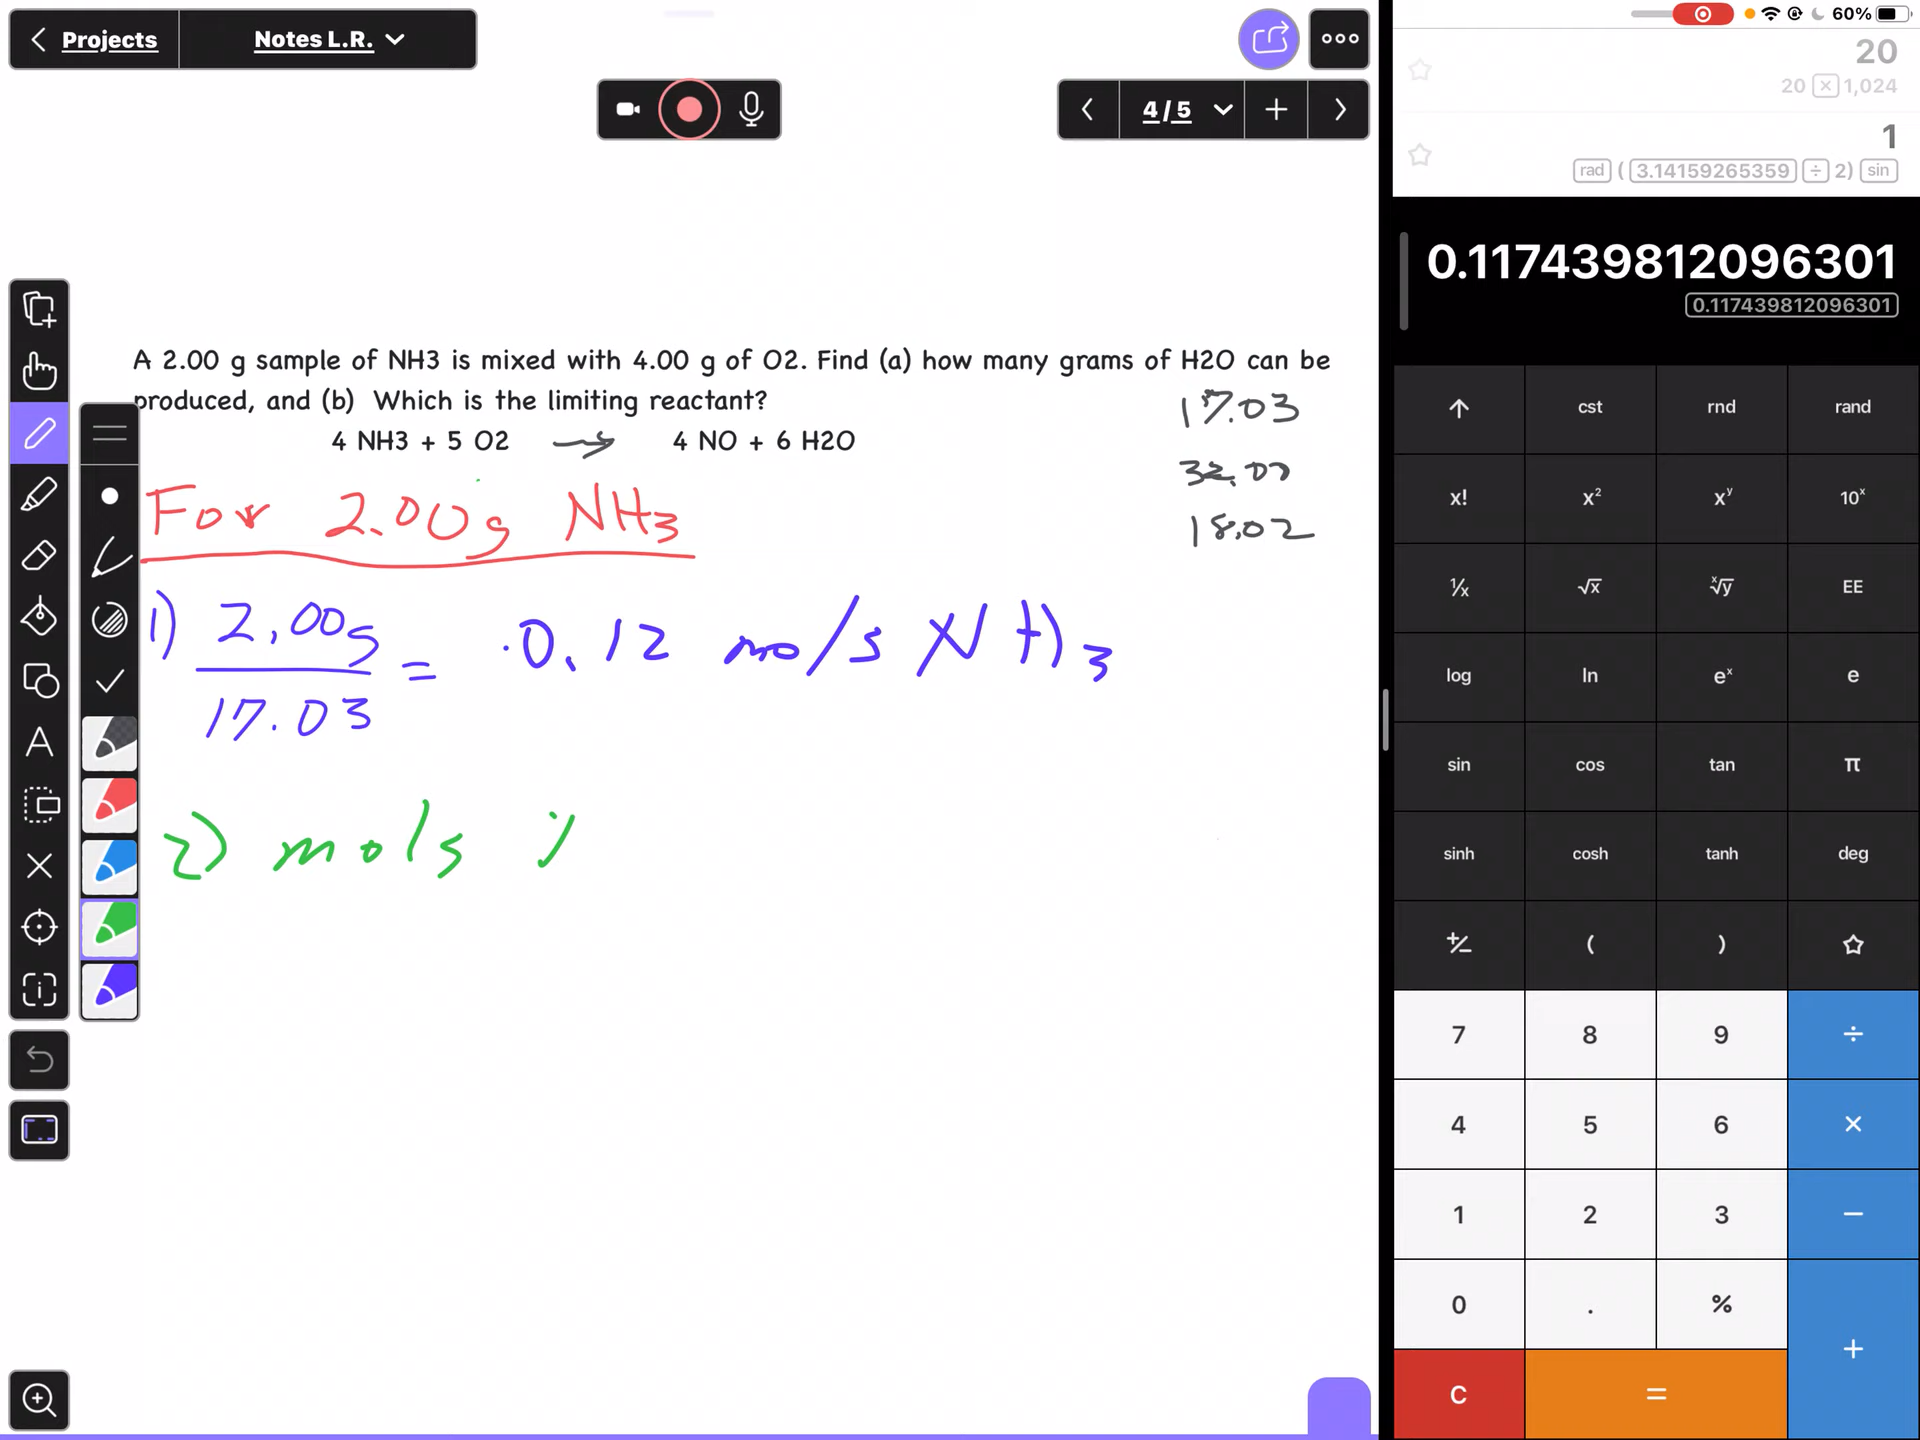 Projects Notes L.R.
60%
4/5
20
20 × 1,024
1
rad ( 3.14159265359 ÷ 2) sin
0.117439812096301
0.117439812096301
A 2.00 g sample of NH3 is mixed with 4.00 g of O2. Find (a) how many grams of H2O can be
produced, and (b) Which is the limiting reactant?
4 NH3 + 5 O2 → 4 NO + 6 H2O
17.03
32.00
18.02
For 2.00g NH3
1) 2.00g
17.03
= 0.12 mols NH3
2) mols
A
cst rnd rand
x! x² xʸ 10ˣ
¹/x √x ˣ√y EE
log ln eˣ e
sin cos tan π
sinh cosh tanh deg
+/− ( )
7 8 9 ÷
4 5 6 ×
1 2 3 −
0 . % +
C =